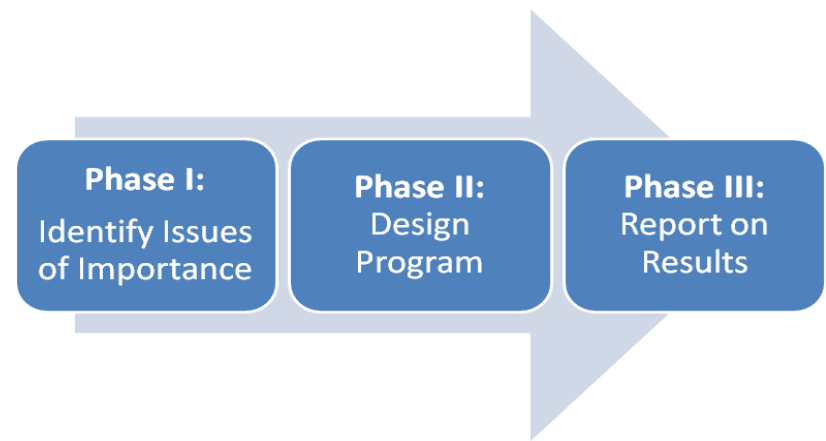 Phase I:
Identify Issues
of Importance
Phase II:
Design
Program
Phase III:
Report on
Results